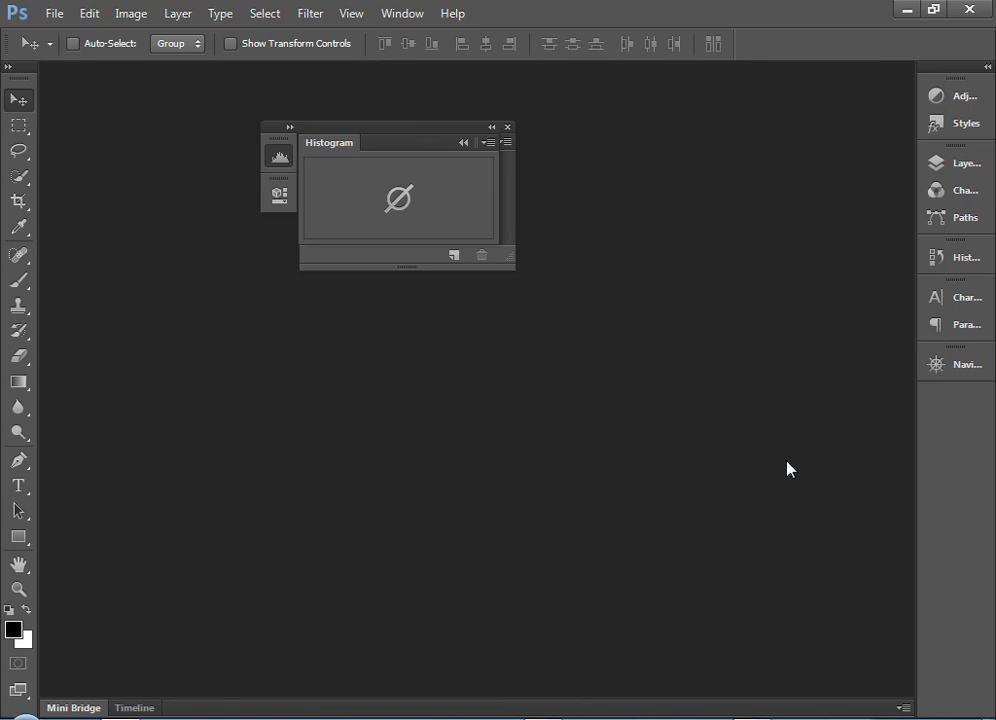 Ps File Edit Image Layer Type Select Filter View Window Help
Auto-Select: Group Show Transform Controls
Adj...
Styles
Histogram
Laye...
Cha...
Paths
Hist...
Char...
Para...
Navi...
T
Mini Bridge Timeline